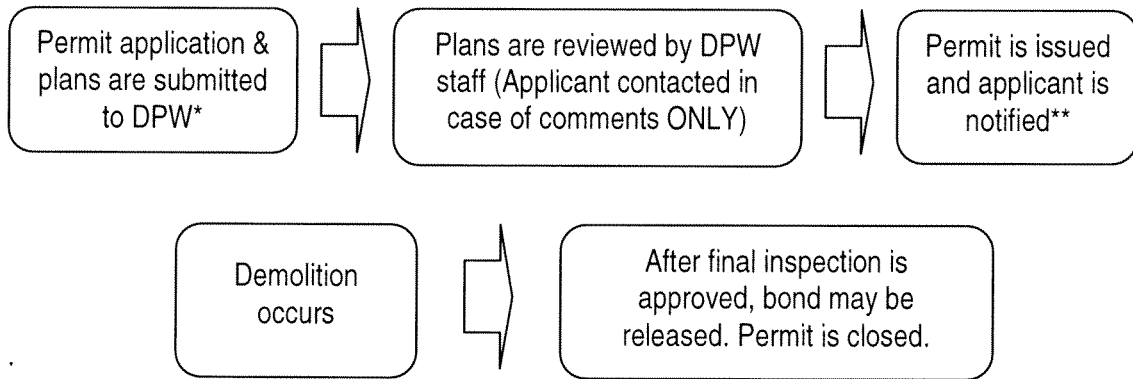 Permit application &
plans are submitted
to DPW*
Plans are reviewed by DPW
staff (Applicant contacted in
case of comments ONLY)
Permit is issued
and applicant is
notified**
Demolition
occurs
After final inspection is
approved, bond may be
released. Permit is closed.